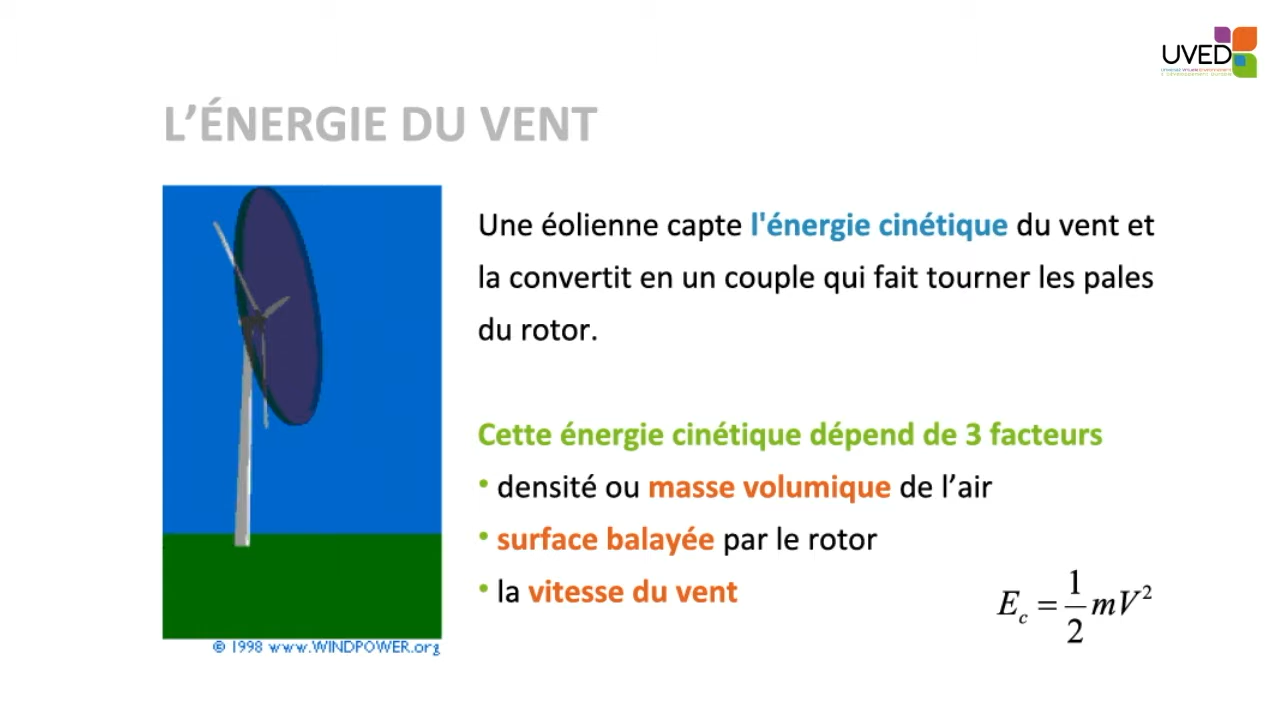 UVED
L'ÉNERGIE DU VENT
Une éolienne capte l'énergie cinétique du vent et
la convertit en un couple qui fait tourner les pales
du rotor.
Cette énergie cinétique dépend de 3 facteurs
• densité ou masse volumique de l'air
• surface balayée par le rotor
• la vitesse du vent
E_c = 1/2 mV²
© 1998 www.WINDPOWER.org